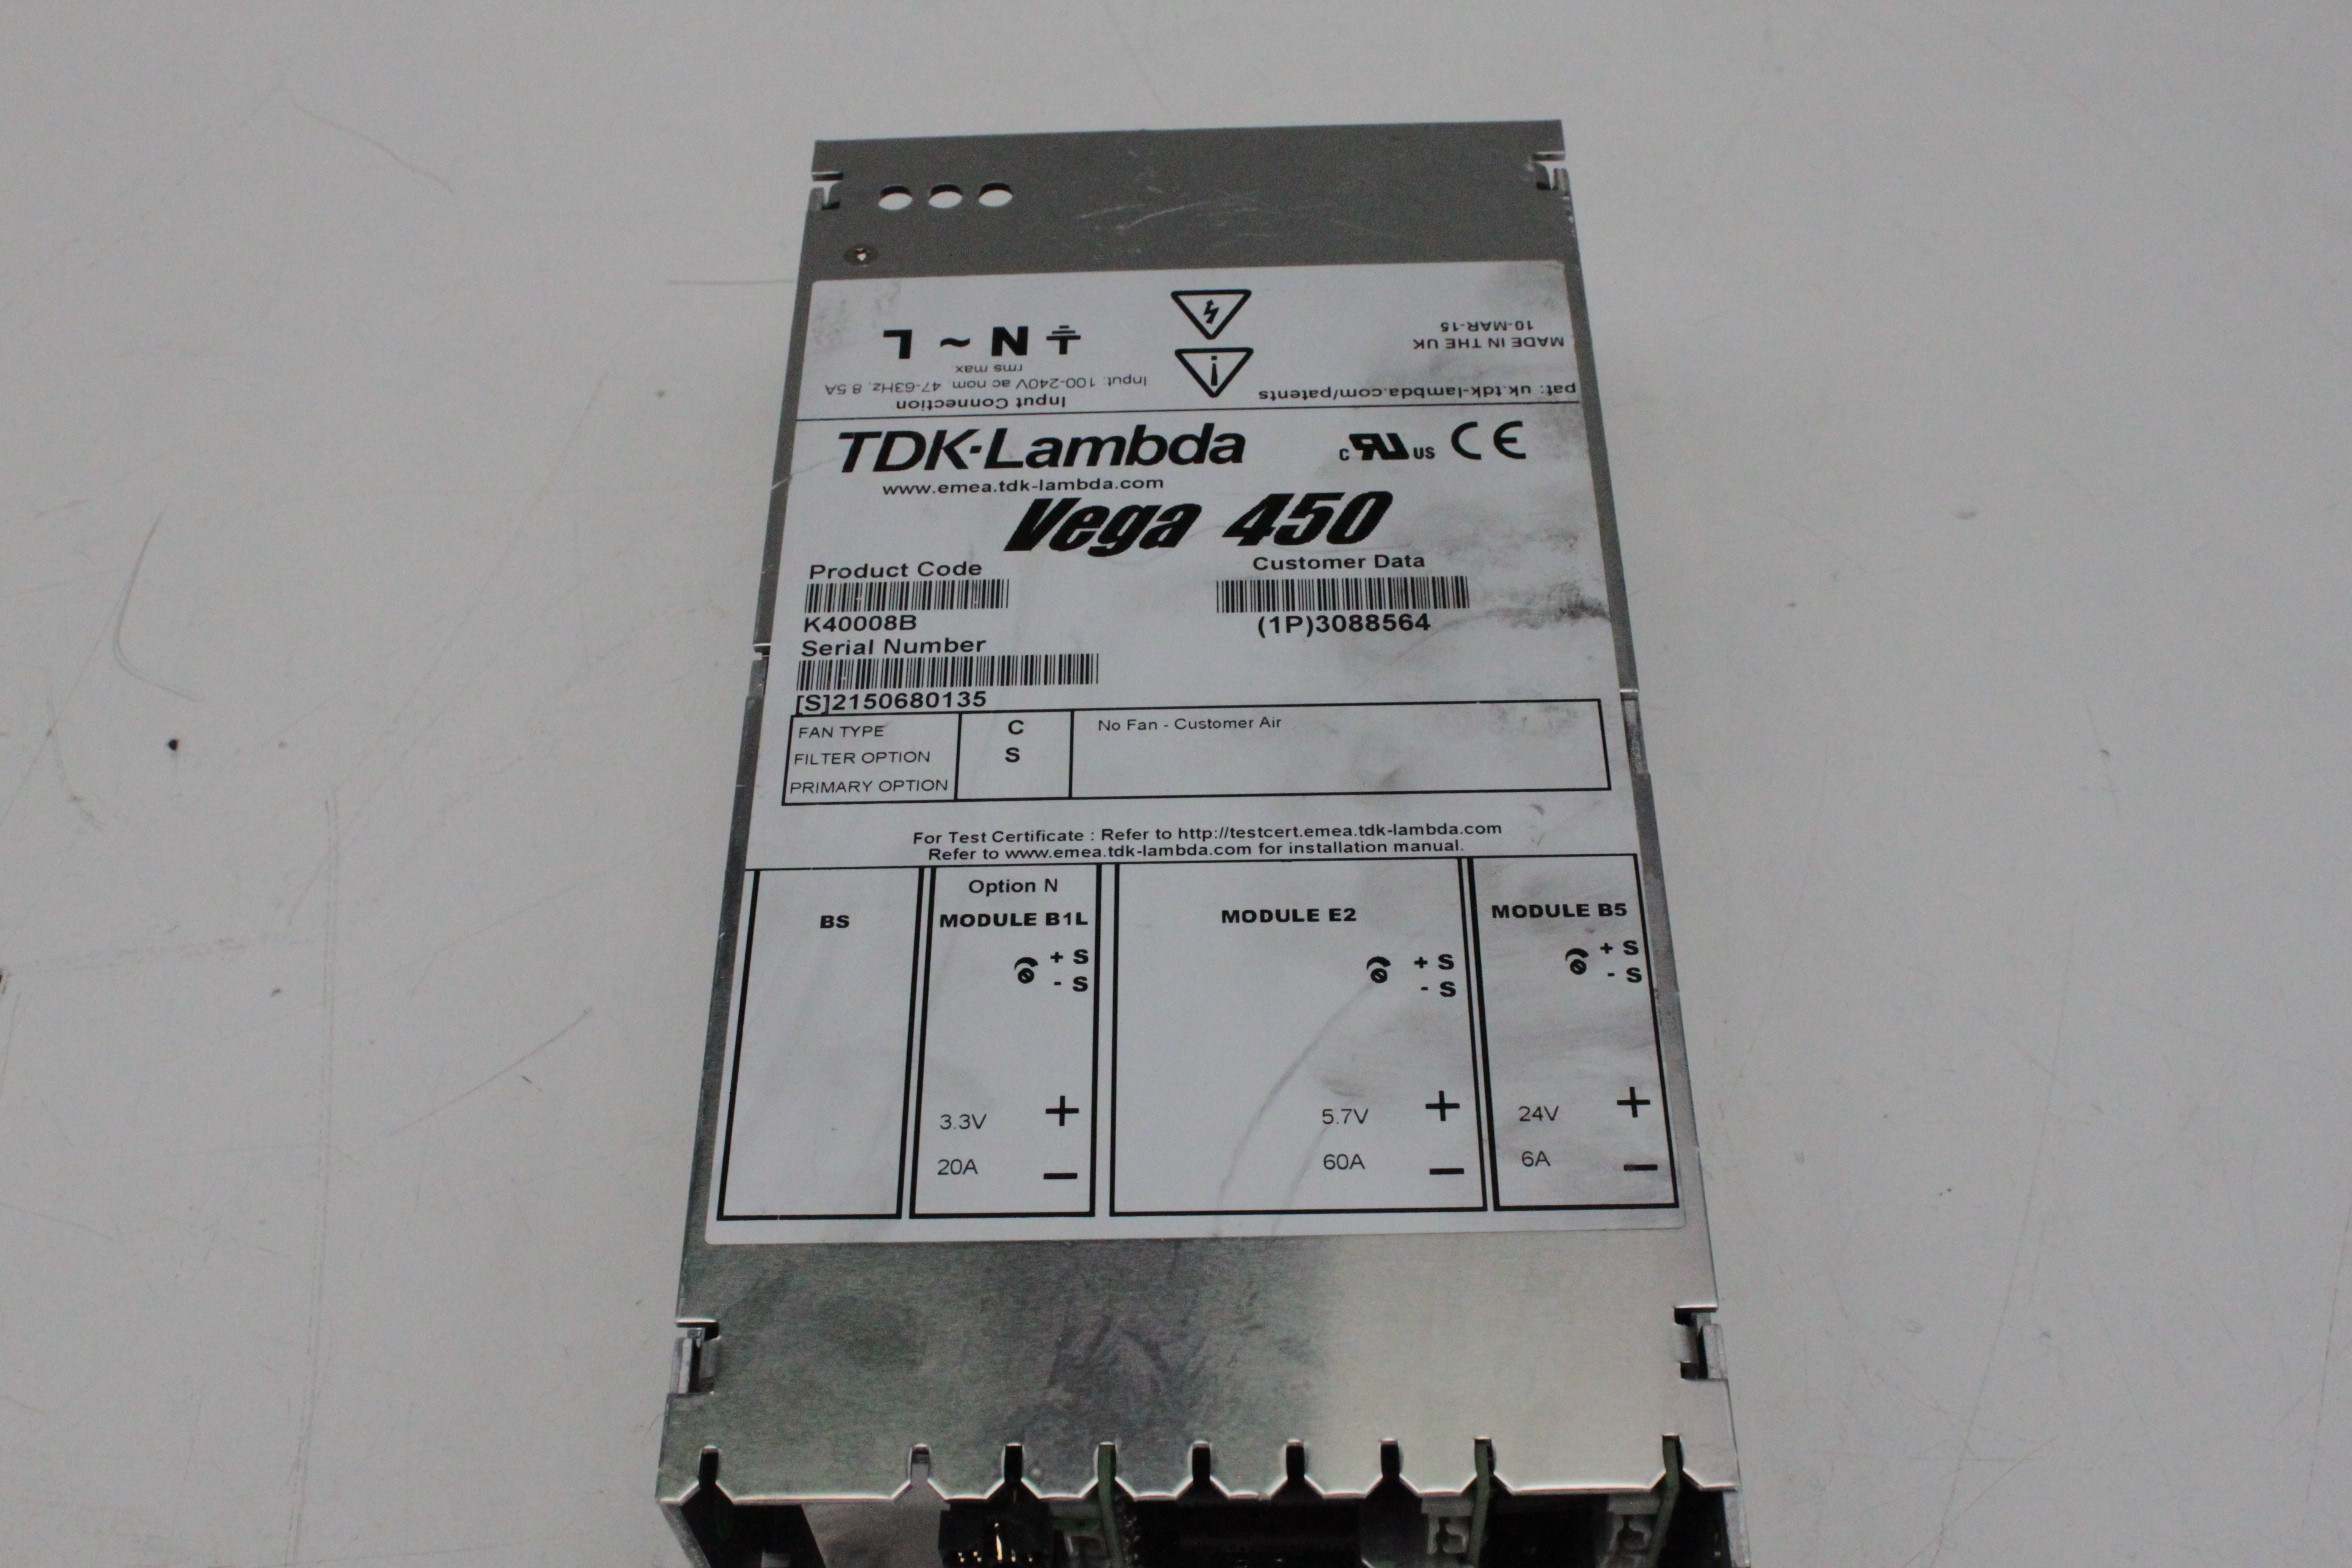 L ~ N ⏚
Input Connection
Input: 100-240V ac nom, 47-63Hz, 8.5A
rms max
pat: uk.tdk-lambda.com/patents
MADE IN THE UK
10-MAR-15
TDK-Lambda
www.emea.tdk-lambda.com
c RU US CE
Vega 450
Product Code
K40008B
Customer Data
(1P)3088564
Serial Number
[S]2150680135
FAN TYPE C No Fan - Customer Air
FILTER OPTION S
PRIMARY OPTION
For Test Certificate : Refer to http://testcert.emea.tdk-lambda.com
Refer to www.emea.tdk-lambda.com for installation manual.
BS
Option N
MODULE B1L
+ S
- S
3.3V +
20A -
MODULE E2
+ S
- S
5.7V +
60A -
MODULE B5
+ S
- S
24V +
6A -